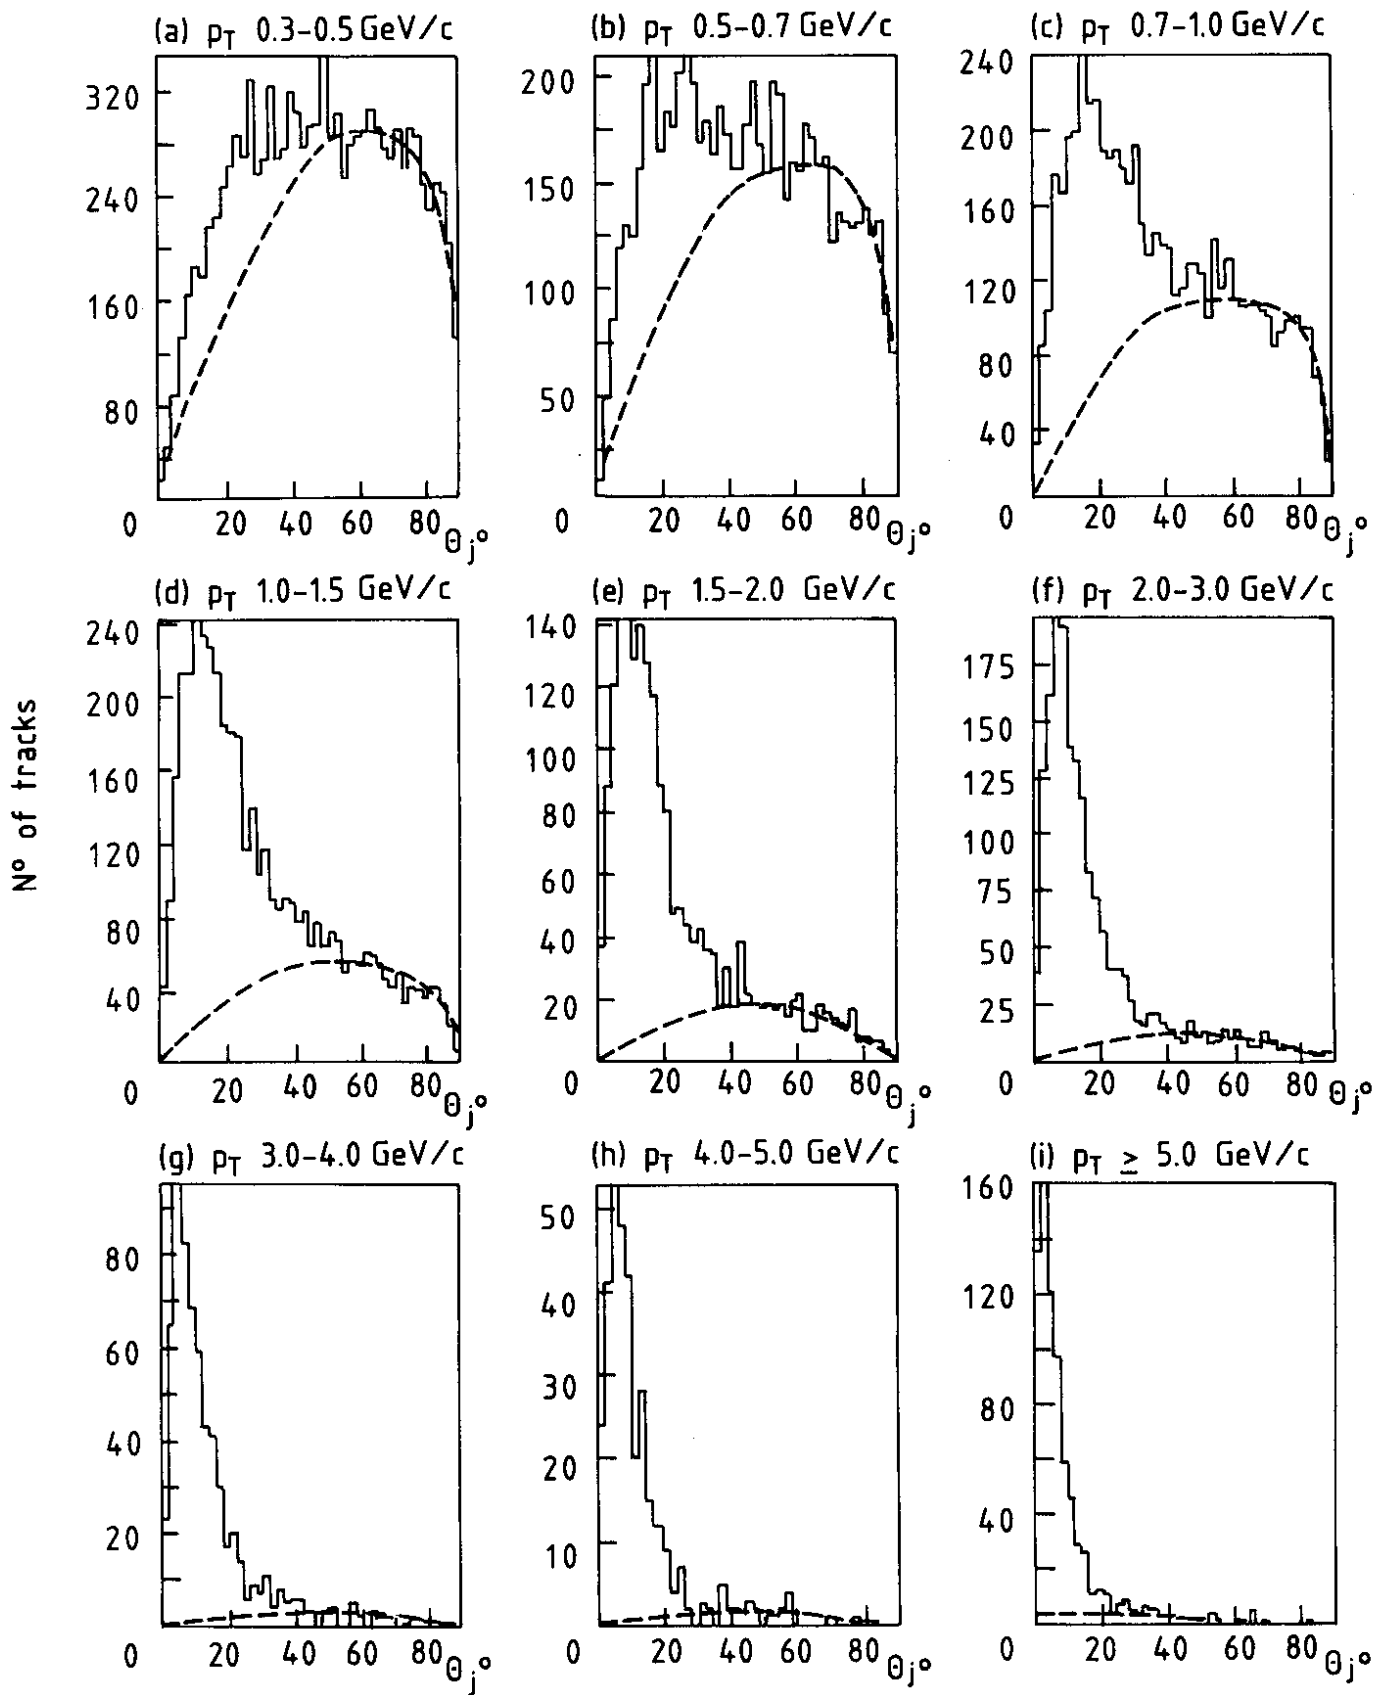 (a) pT 0.3–0.5 GeV/c
(b) pT 0.5–0.7 GeV/c
(c) pT 0.7–1.0 GeV/c
320
240
160
80
0
20 40 60 80 θj°
200
150
100
50
0
20 40 60 80 θj°
240
200
160
120
80
40
0
20 40 60 80 θj°
N° of tracks
(d) pT 1.0–1.5 GeV/c
(e) pT 1.5–2.0 GeV/c
(f) pT 2.0–3.0 GeV/c
240
200
160
120
80
40
0
20 40 60 80 θj°
140
120
100
80
60
40
20
0
20 40 60 80 θj°
175
150
125
100
75
50
25
0
20 40 60 80 θj°
(g) pT 3.0–4.0 GeV/c
(h) pT 4.0–5.0 GeV/c
(i) pT ≥ 5.0 GeV/c
80
60
40
20
0
20 40 60 80 θj°
50
40
30
20
10
0
20 40 60 80 θj°
160
120
80
40
0
20 40 60 80 θj°